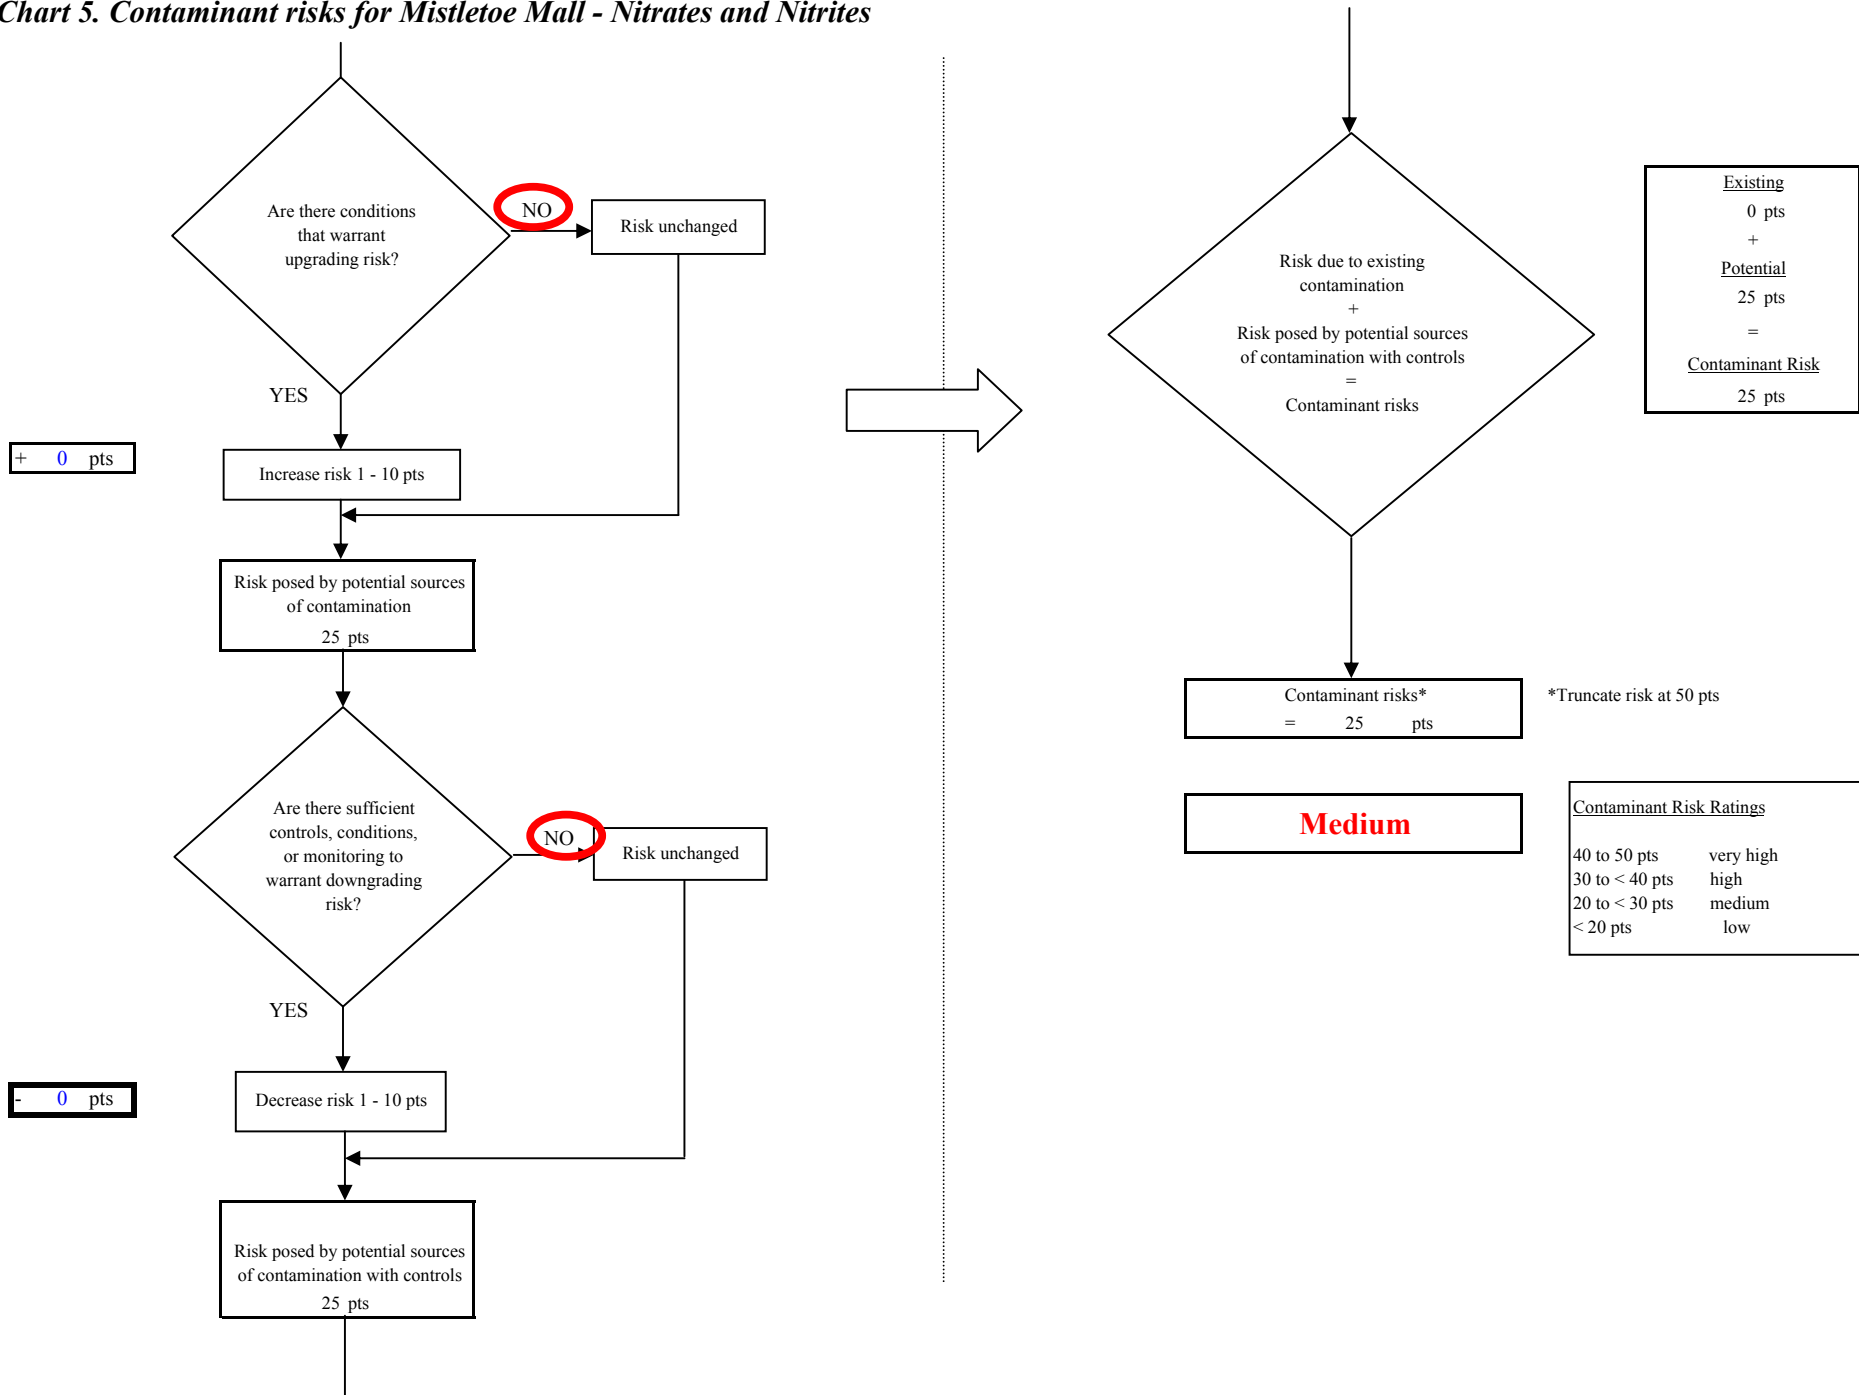 Chart 5. Contaminant risks for Mistletoe Mall - Nitrates and Nitrites
Are there conditions
that warrant
upgrading risk?
NO
Risk unchanged
YES
+ 0 pts
Increase risk 1 - 10 pts
Risk posed by potential sources
of contamination
25 pts
Are there sufficient
controls, conditions,
or monitoring to
warrant downgrading
risk?
NO
Risk unchanged
YES
- 0 pts
Decrease risk 1 - 10 pts
Risk posed by potential sources
of contamination with controls
25 pts
Risk due to existing
contamination
+
Risk posed by potential sources
of contamination with controls
=
Contaminant risks
Existing
0 pts
+
Potential
25 pts
=
Contaminant Risk
25 pts
Contaminant risks*
= 25 pts
*Truncate risk at 50 pts
Medium
Contaminant Risk Ratings
40 to 50 pts very high
30 to < 40 pts high
20 to < 30 pts medium
< 20 pts low